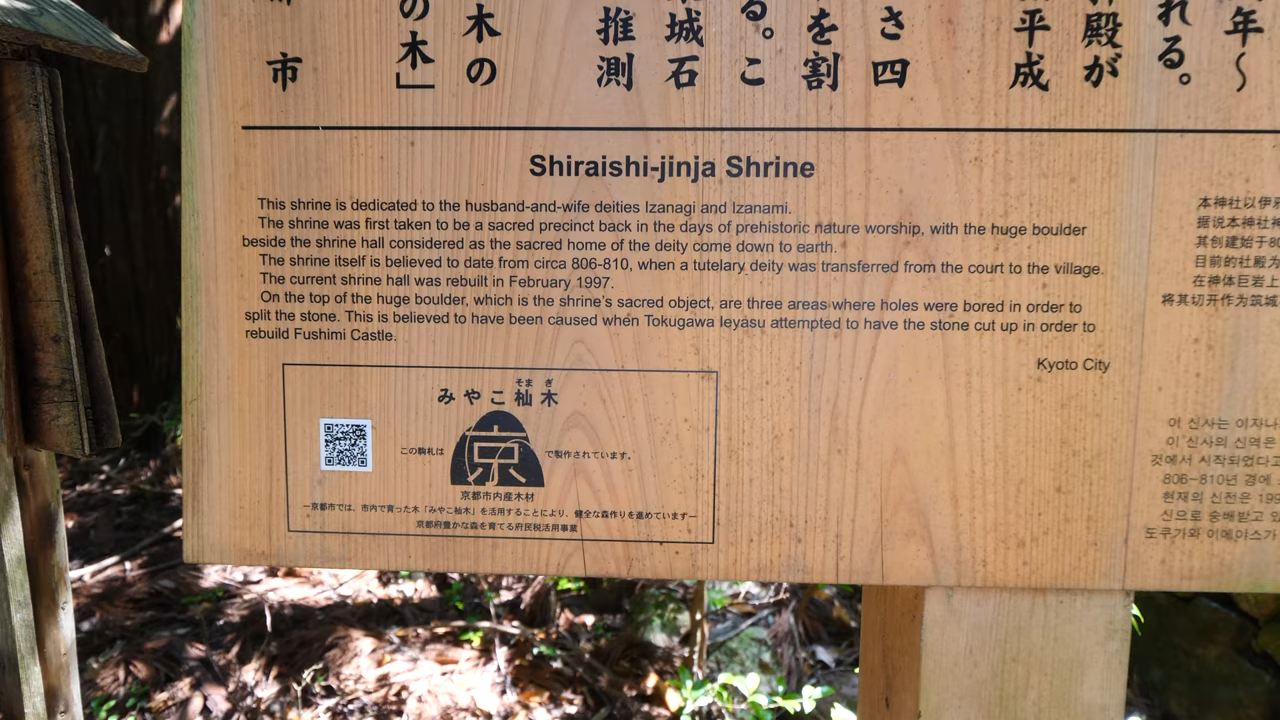 年～
れる。
殿が
平成
さ四
を割
る。こ
城石
推測
木の
の木」
市
Shiraishi-jinja Shrine
This shrine is dedicated to the husband-and-wife deities Izanagi and Izanami.
The shrine was first taken to be a sacred precinct back in the days of prehistoric nature worship, with the huge boulder
beside the shrine hall considered as the sacred home of the deity come down to earth.
The shrine itself is believed to date from circa 806-810, when a tutelary deity was transferred from the court to the village.
The current shrine hall was rebuilt in February 1997.
On the top of the huge boulder, which is the shrine's sacred object, are three areas where holes were bored in order to
split the stone. This is believed to have been caused when Tokugawa Ieyasu attempted to have the stone cut up in order to
rebuild Fushimi Castle.
Kyoto City
そま ぎ
みやこ杣木
この駒札は
京
で製作されています。
京都市内産木材
ー京都市では、市内で育った木「みやこ杣木」を活用することにより、健全な森作りを進めていますー
京都府豊かな森を育てる府民税活用事業
本神社以伊
据说本神社
其创建始于80
目前的社殿为
在神体巨岩上
将其切开作为筑城
이 신사는 이자나
이 신사의 신역은
것에서 시작되었다고
806-810년 경에
현재의 신전은 199
신으로 숭배받고 있
도쿠가와 이에야스가